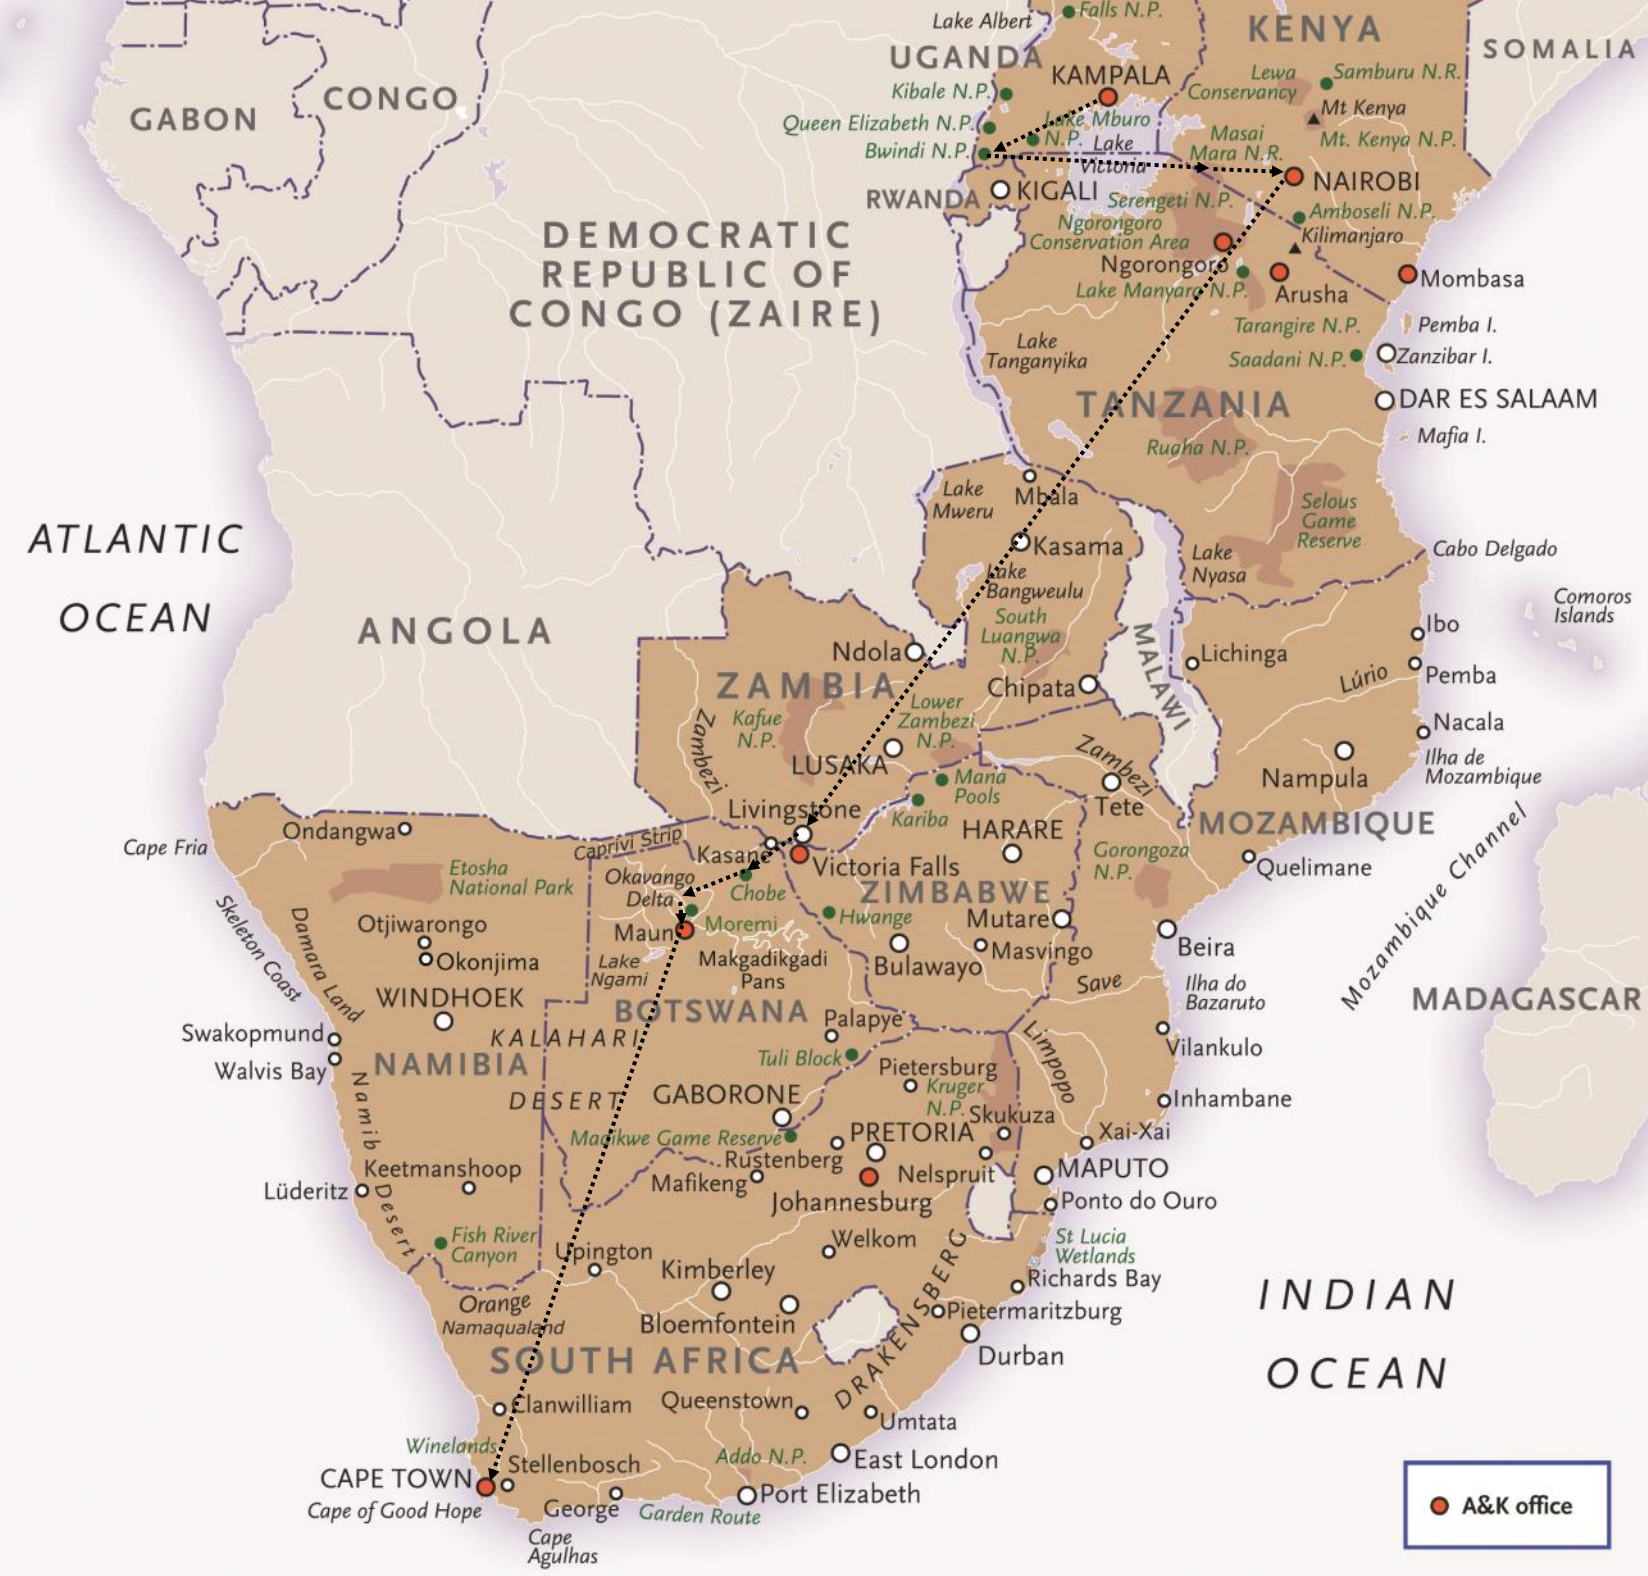 Lake Albert
Falls N.P.
UGANDA
KENYA
SOMALIA
KAMPALA
Kibale N.P.
Lewa
Conservancy
Samburu N.R.
Mt Kenya
Mt. Kenya N.P.
GABON
CONGO
Queen Elizabeth N.P.
Lake Mburo
N.P.
Bwindi N.P.
Lake
Victoria
Masai
Mara N.R.
RWANDA
KIGALI
NAIROBI
Serengeti N.P.
Amboseli N.P.
Ngorongoro
Conservation Area
Kilimanjaro
DEMOCRATIC
REPUBLIC OF
CONGO (ZAIRE)
Ngorongoro
Lake Manyara N.P.
Arusha
Mombasa
Tarangire N.P.
Pemba I.
Lake
Tanganyika
Saadani N.P.
Zanzibar I.
TANZANIA
DAR ES SALAAM
Mafia I.
Ruaha N.P.
Lake
Mweru
Mbala
Selous
Game
Reserve
ATLANTIC
OCEAN
Kasama
Lake
Nyasa
Cabo Delgado
Lake
Bangweulu
Comoros
Islands
ANGOLA
South
Luangwa
N.P.
Ibo
Ndola
MALAWI
Lichinga
ZAMBIA
Chipata
Lúrio
Pemba
Kafue
N.P.
Zambezi
Lower
Zambezi
N.P.
Nacala
LUSAKA
Zambezi
Ilha de
Mozambique
Nampula
Mana
Pools
Tete
Livingstone
Kariba
HARARE
MOZAMBIQUE
Ondangwa
Cape Fria
Caprivi Strip
Kasane
Victoria Falls
Gorongoza
N.P.
Quelimane
Mozambique Channel
Etosha
National Park
Okavango
Delta
Chobe
ZIMBABWE
Skeleton Coast
Damara Land
Otjiwarongo
Moremi
Hwange
Mutare
Maun
Okonjima
Lake
Ngami
Makgadikgadi
Pans
Bulawayo
Masvingo
Beira
Save
Ilha do
Bazaruto
WINDHOEK
BOTSWANA
MADAGASCAR
Swakopmund
KALAHARI
Palapye
Limpopo
Vilankulo
Walvis Bay
NAMIBIA
Tuli Block
Pietersburg
Namib
Desert
DESERT
GABORONE
Kruger
N.P.
Skukuza
Inhambane
Madikwe Game Reserve
PRETORIA
Xai-Xai
Keetmanshoop
Rustenberg
Nelspruit
MAPUTO
Lüderitz
Mafikeng
Johannesburg
Ponto do Ouro
Fish River
Canyon
Upington
Welkom
St Lucia
Wetlands
Kimberley
Richards Bay
INDIAN
OCEAN
Orange
Namaqualand
Bloemfontein
DRAKENSBERG
Pietermaritzburg
SOUTH AFRICA
Durban
Clanwilliam
Queenstown
Umtata
Winelands
Addo N.P.
East London
CAPE TOWN
Stellenbosch
Cape of Good Hope
George
Garden Route
Port Elizabeth
Cape
Agulhas
A&K office